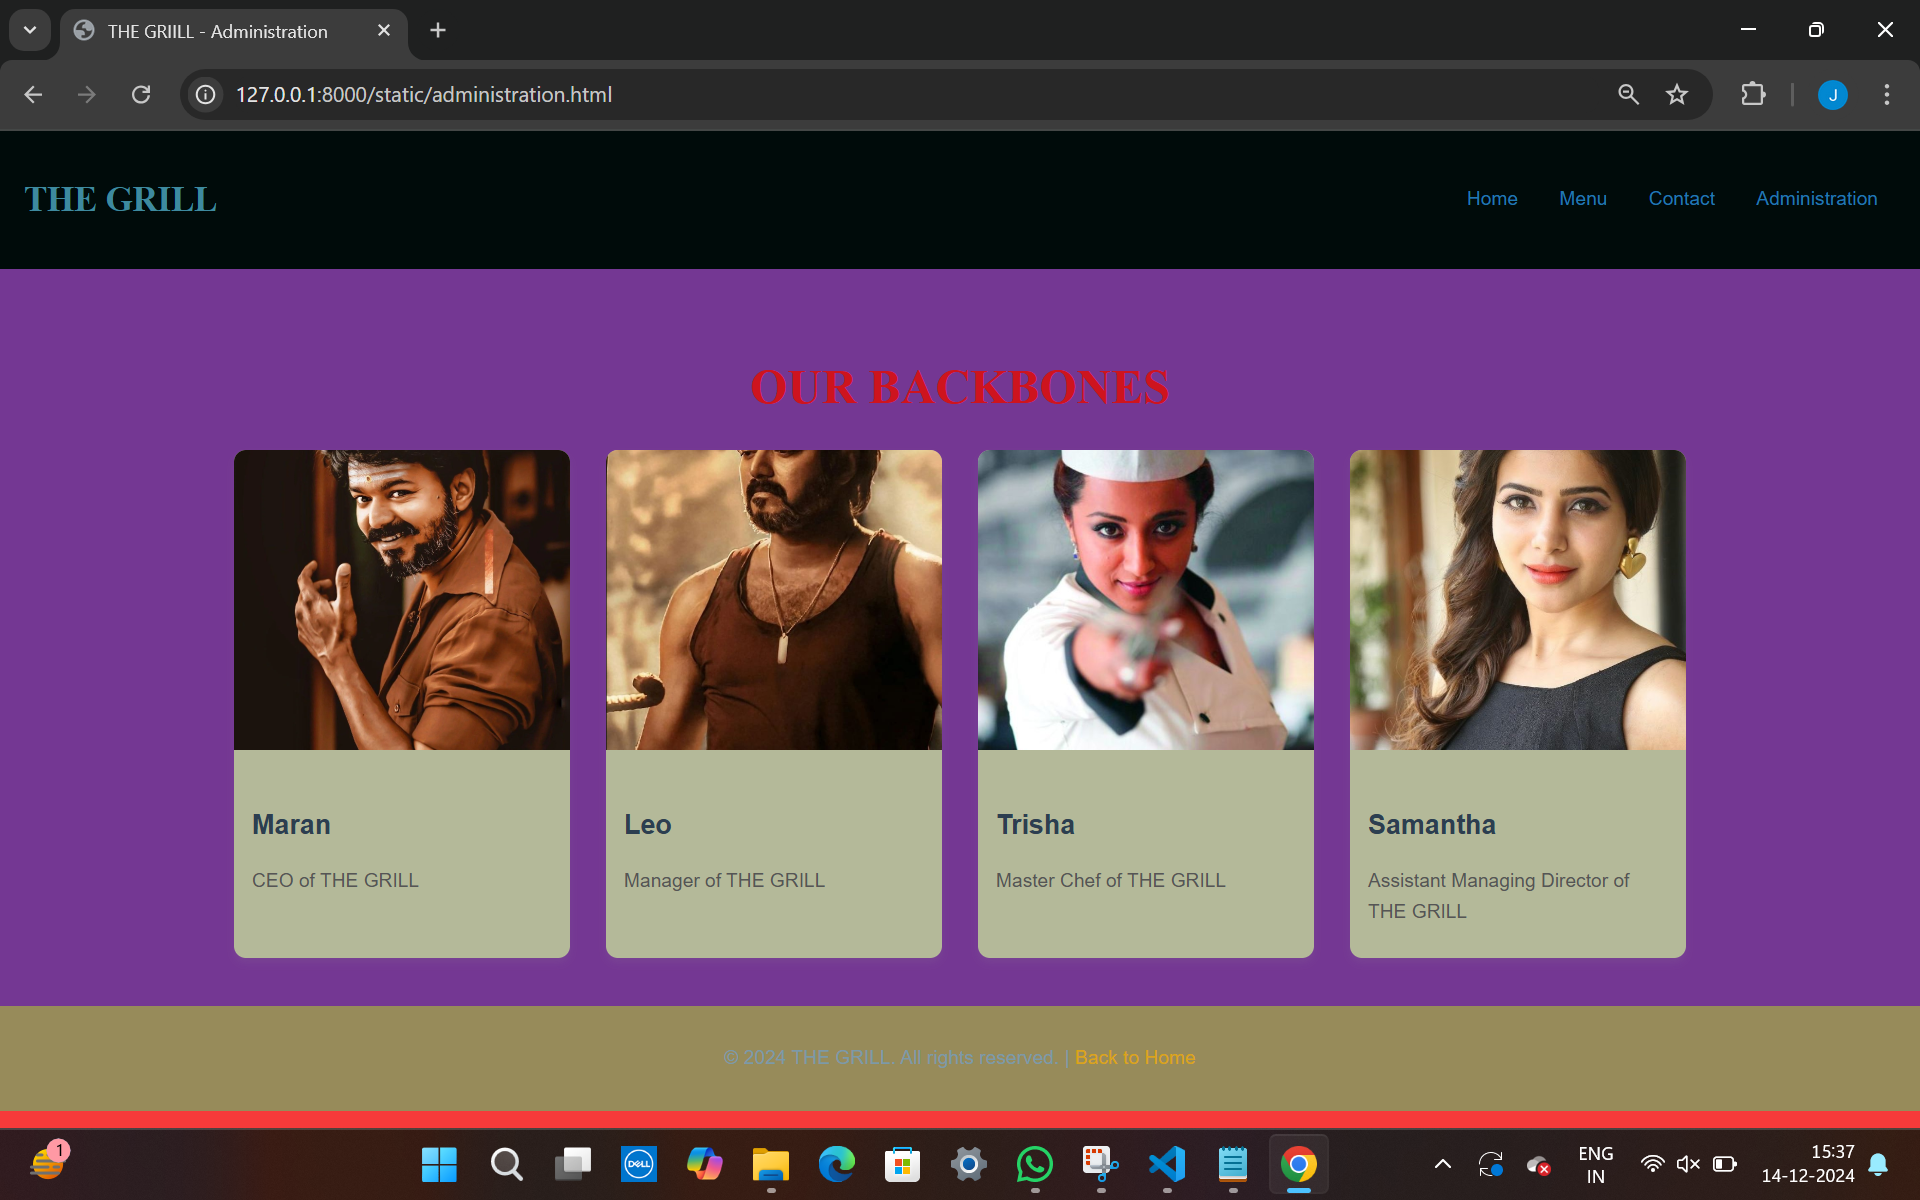 THE GRIILL - Administration
127.0.0.1:8000/static/administration.html
J
THE GRILL
Home
Menu
Contact
Administration
OUR BACKBONES
Maran
CEO of THE GRILL
Leo
Manager of THE GRILL
Trisha
Master Chef of THE GRILL
Samantha
Assistant Managing Director of
THE GRILL
© 2024 THE GRILL. All rights reserved. | Back to Home
1
DELL
ENG
IN
15:37
14-12-2024